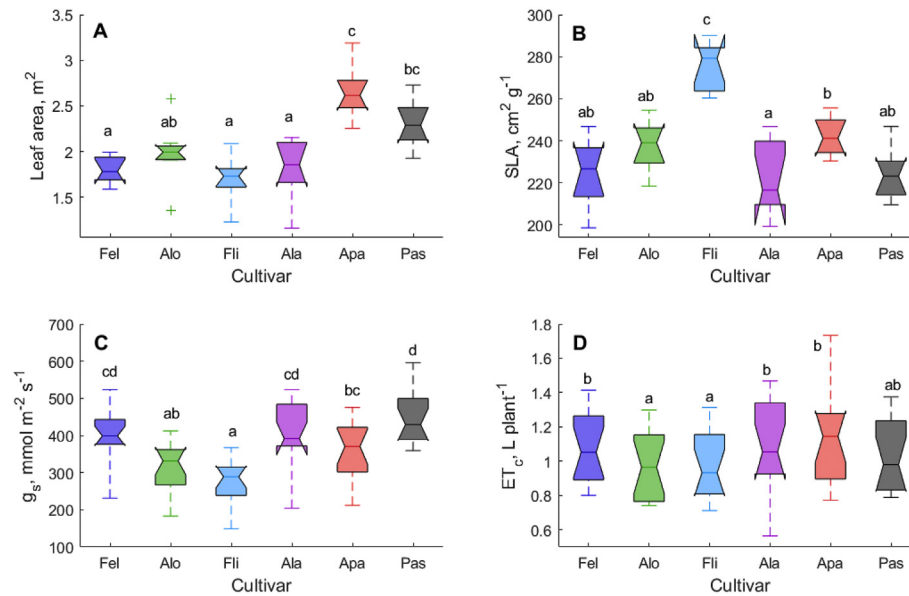 A
Leaf area, m²
3.5
3
2.5
2
1.5
a
ab
a
a
c
bc
Fel Alo Fli Ala Apa Pas
Cultivar
B
SLA, cm² g⁻¹
300
280
260
240
220
200
ab
ab
c
a
b
ab
Fel Alo Fli Ala Apa Pas
Cultivar
C
gₛ, mmol m⁻² s⁻¹
700
600
500
400
300
200
100
cd
ab
a
cd
bc
d
Fel Alo Fli Ala Apa Pas
Cultivar
D
ET_c, L plant⁻¹
1.8
1.6
1.4
1.2
1
0.8
0.6
b
a
a
b
b
ab
Fel Alo Fli Ala Apa Pas
Cultivar